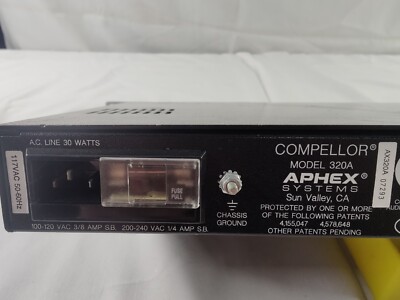 A.C. LINE 30 WATTS
117VAC 50-60Hz
FUSE
PULL
100-120 VAC 3/8 AMP S.B.
200-240 VAC 1/4 AMP S.B.
CHASSIS
GROUND
COMPELLOR®
MODEL 320A
APHEX
SYSTEMS
Sun Valley, CA
PROTECTED BY ONE OR MORE
OF THE FOLLOWING PATENTS
4,155,047 4,578,648
OTHER PATENTS PENDING
AX320A
07293